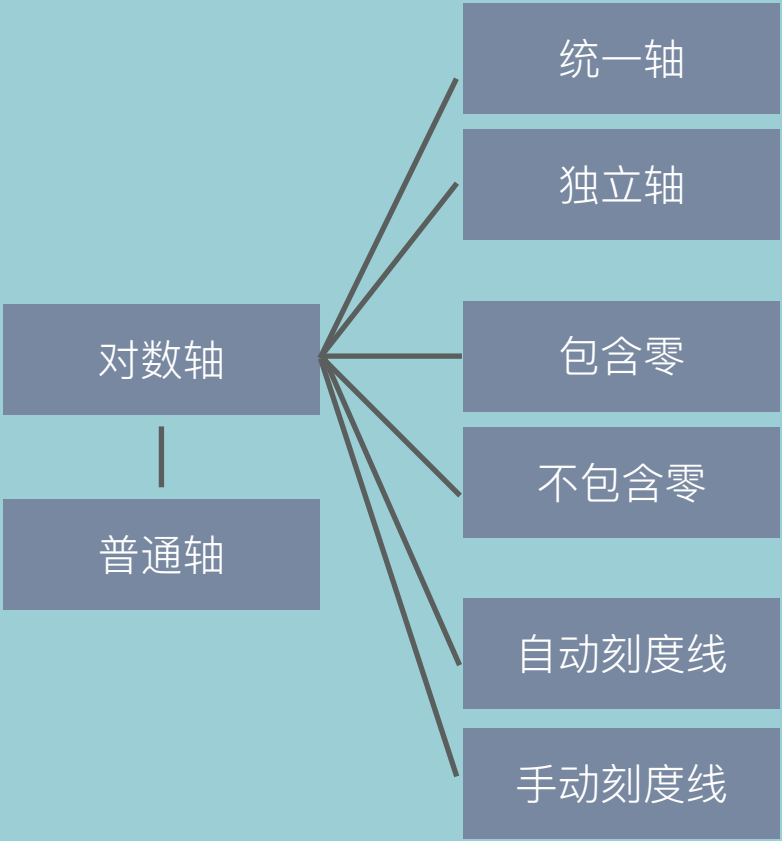 统一轴
独立轴
对数轴
包含零
不包含零
普通轴
自动刻度线
手动刻度线